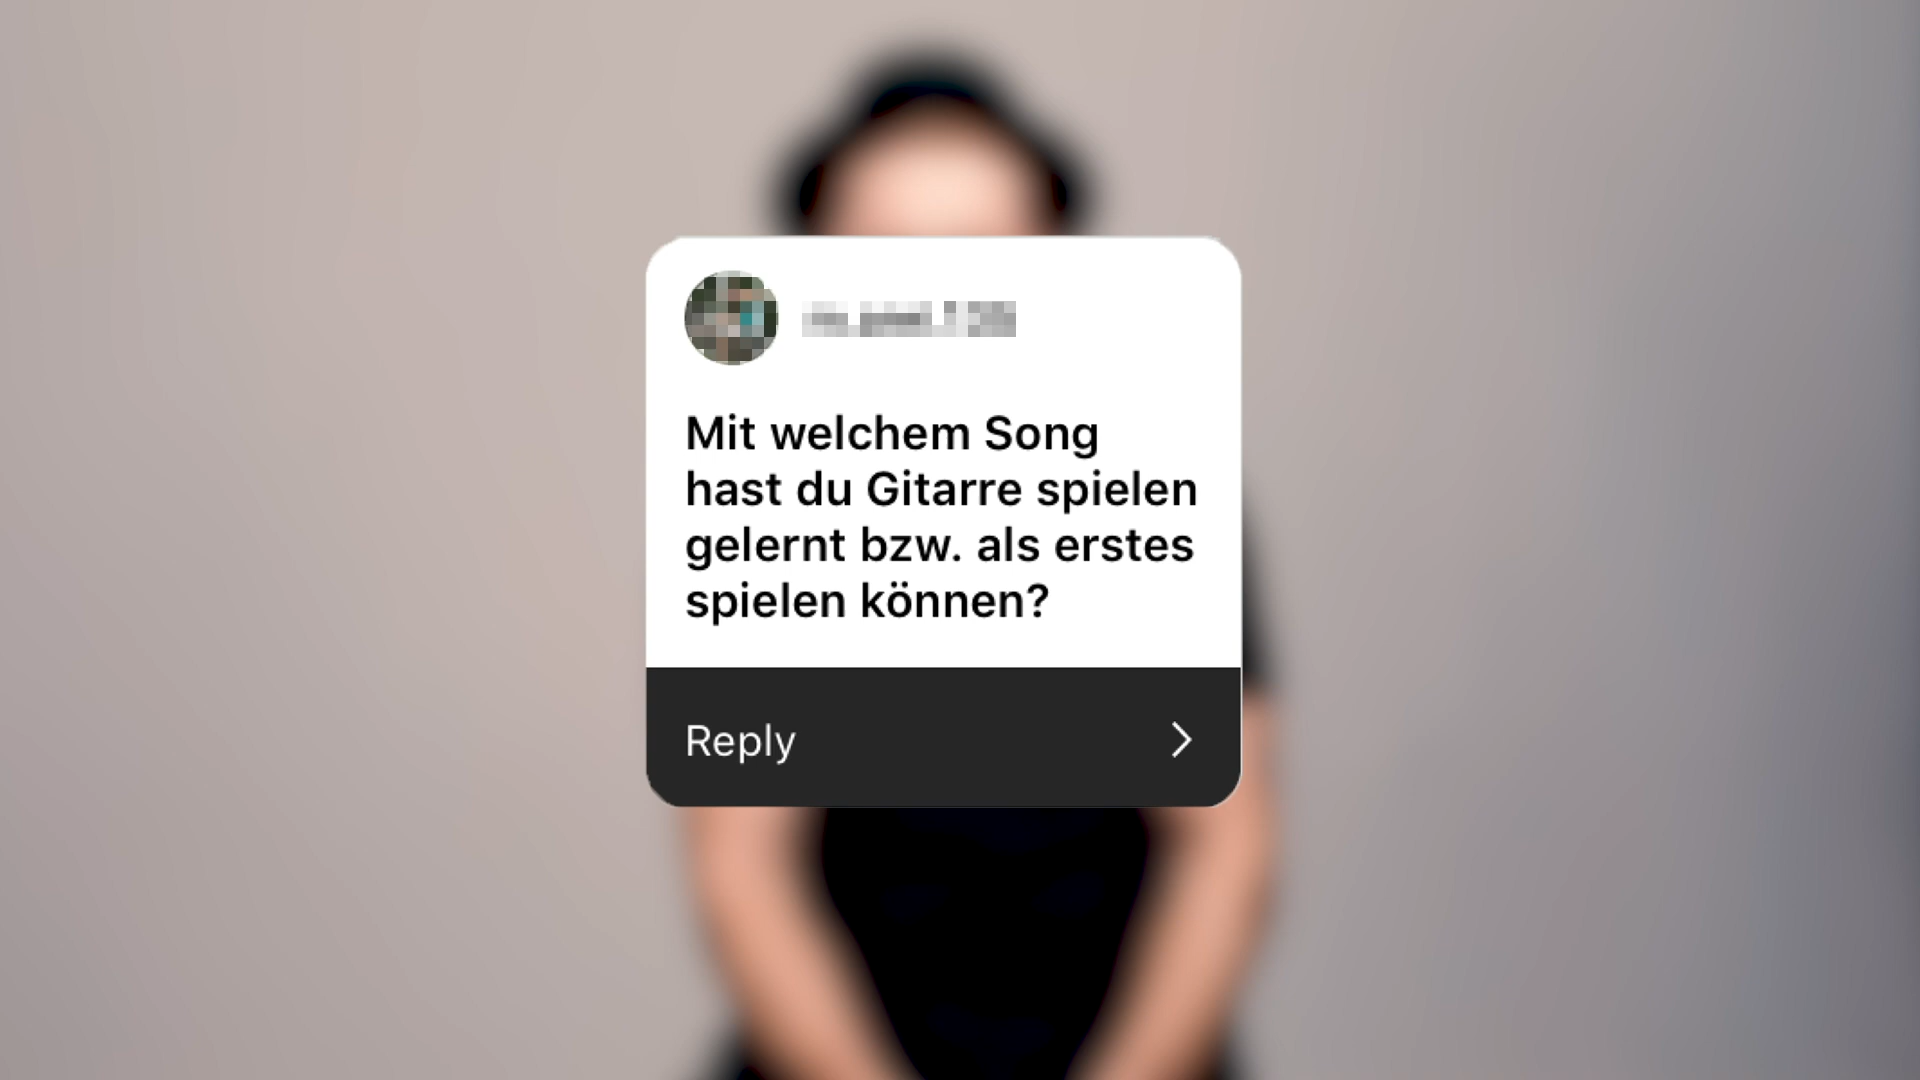 Mit welchem Song
hast du Gitarre spielen
gelernt bzw. als erstes
spielen können?
Reply